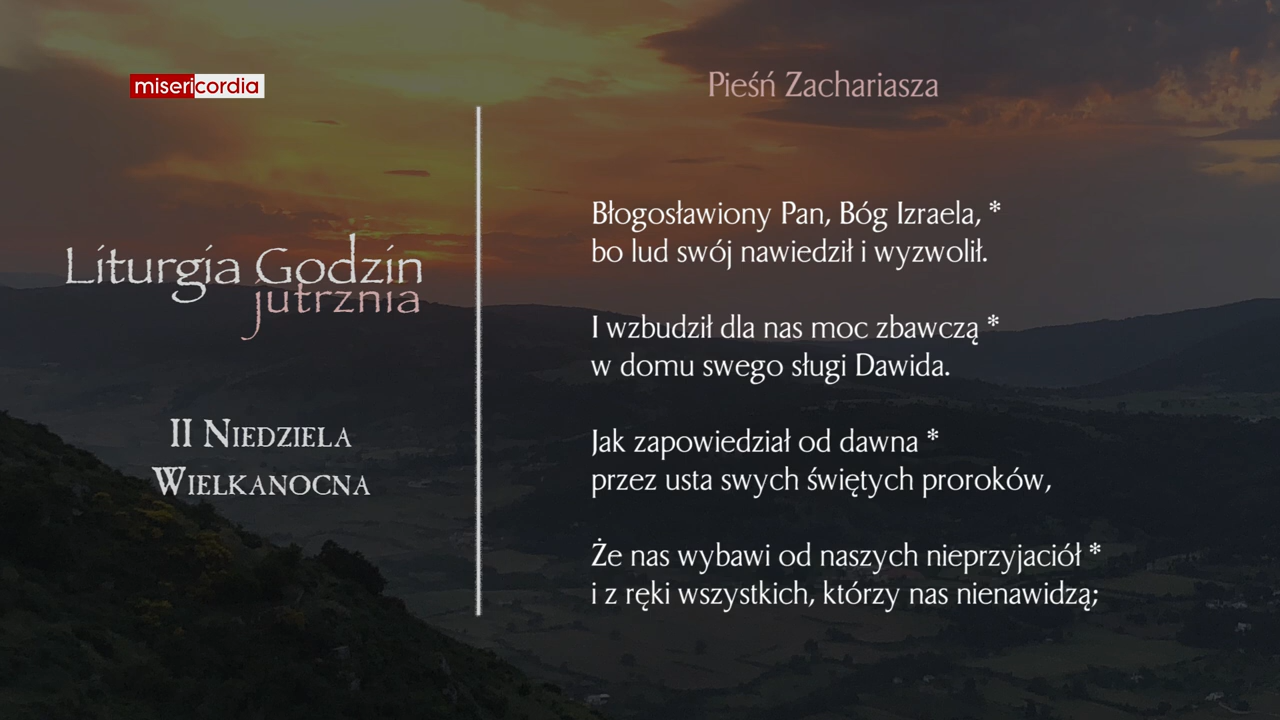 misericordia
Liturgia Godzin
jutrznia
II Niedziela
Wielkanocna
Pieśń Zachariasza
Błogosławiony Pan, Bóg Izraela, *
bo lud swój nawiedził i wyzwolił.
I wzbudził dla nas moc zbawczą *
w domu swego sługi Dawida.
Jak zapowiedział od dawna *
przez usta swych świętych proroków,
Że nas wybawi od naszych nieprzyjaciół *
i z ręki wszystkich, którzy nas nienawidzą;